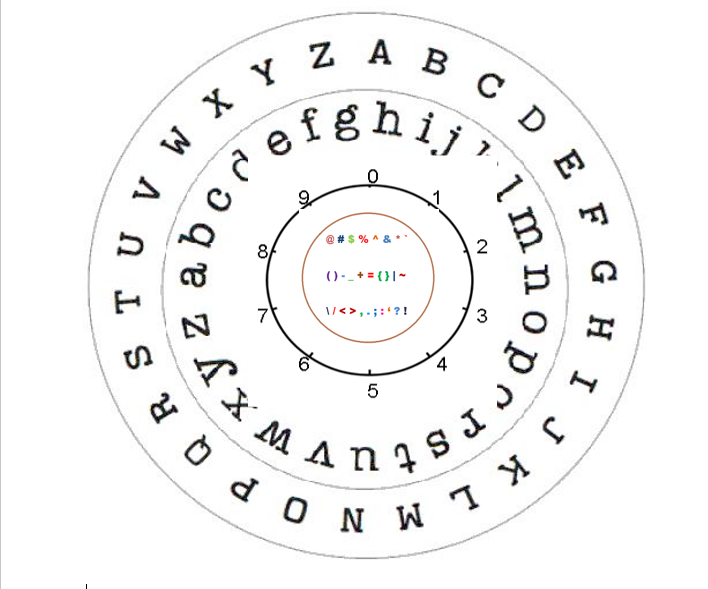 A B C D E F G H I J K L M N O P Q R S T U V W X Y Z
a b c d e f g h i j l m n o p r s t u v w x y z
0 1 2 3 4 5 6 7 8 9
@ # $ % ^ & * `
( ) - _ + = { } | ~
\ / < > , . ; : ‘ ? !